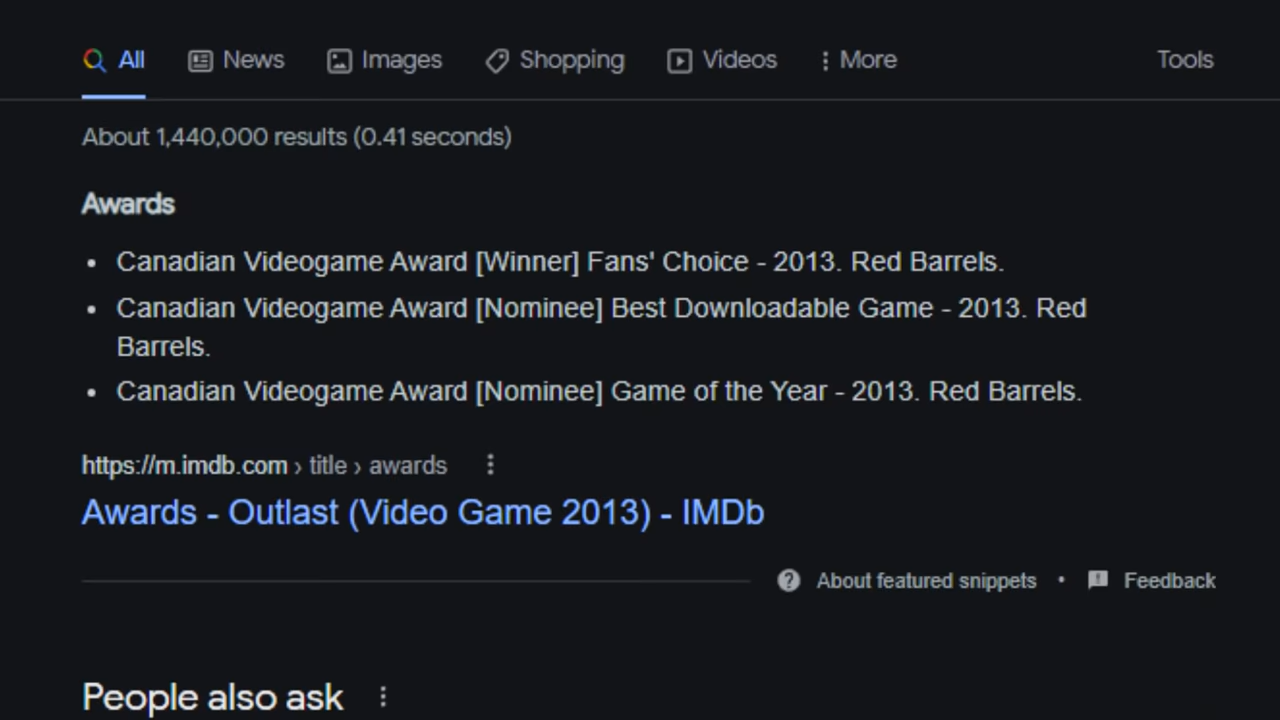 All News Images Shopping Videos More Tools
About 1,440,000 results (0.41 seconds)
Awards
• Canadian Videogame Award [Winner] Fans' Choice - 2013. Red Barrels.
• Canadian Videogame Award [Nominee] Best Downloadable Game - 2013. Red
Barrels.
• Canadian Videogame Award [Nominee] Game of the Year - 2013. Red Barrels.
https://m.imdb.com › title › awards
Awards - Outlast (Video Game 2013) - IMDb
About featured snippets • Feedback
People also ask